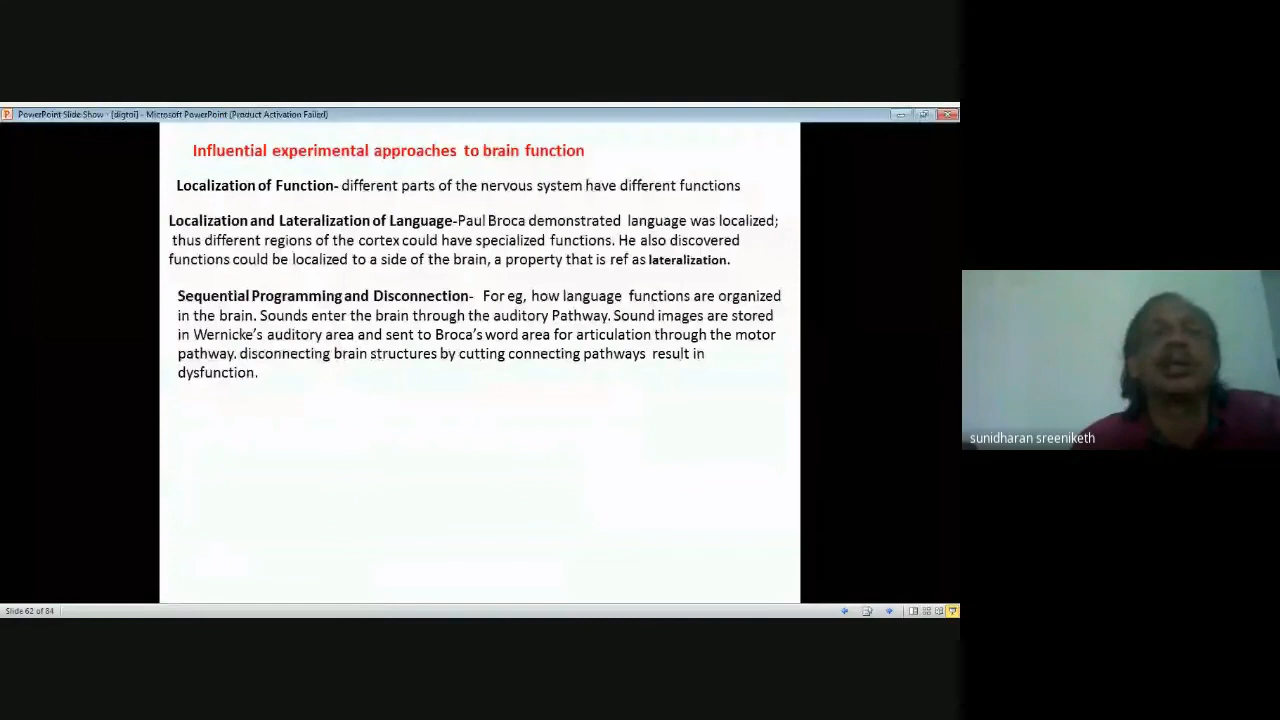 PowerPoint Slide Show - [digtoi] - Microsoft PowerPoint (Product Activation Failed)
Influential experimental approaches to brain function
Localization of Function- different parts of the nervous system have different functions
Localization and Lateralization of Language-Paul Broca demonstrated language was localized;
thus different regions of the cortex could have specialized functions. He also discovered
functions could be localized to a side of the brain, a property that is ref as lateralization.
Sequential Programming and Disconnection- For eg, how language functions are organized
in the brain. Sounds enter the brain through the auditory Pathway. Sound images are stored
in Wernicke's auditory area and sent to Broca's word area for articulation through the motor
pathway. disconnecting brain structures by cutting connecting pathways result in
dysfunction.
sunidharan sreeniketh
Slide 62 of 84